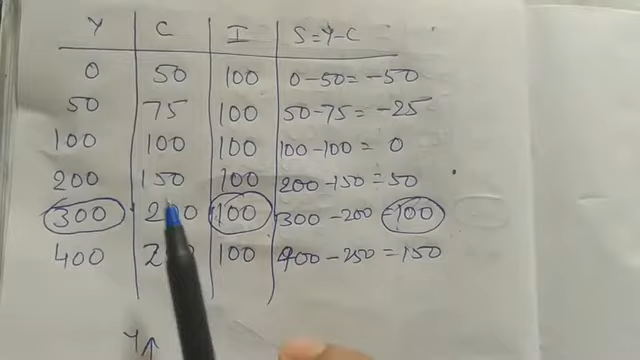 Y C I S=Y-C
0 50 100 0-50=-50
50 75 100 50-75=-25
100 100 100 100-100= 0
200 150 100 200-150=50
300 200 100 300-200=100
400 100 400-250=150
Y